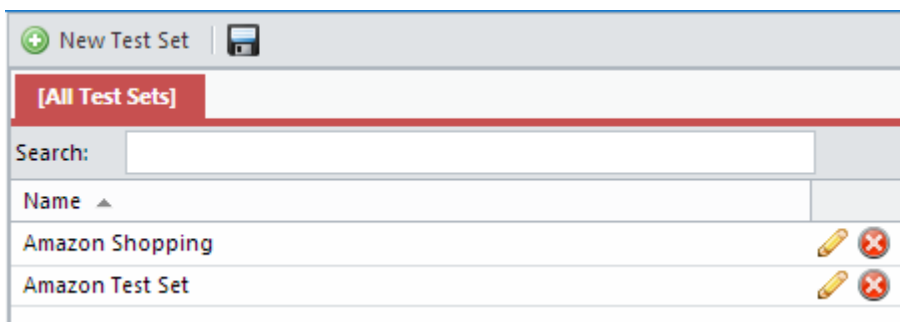 New Test Set
[All Test Sets]
Search:
Name
Amazon Shopping
Amazon Test Set